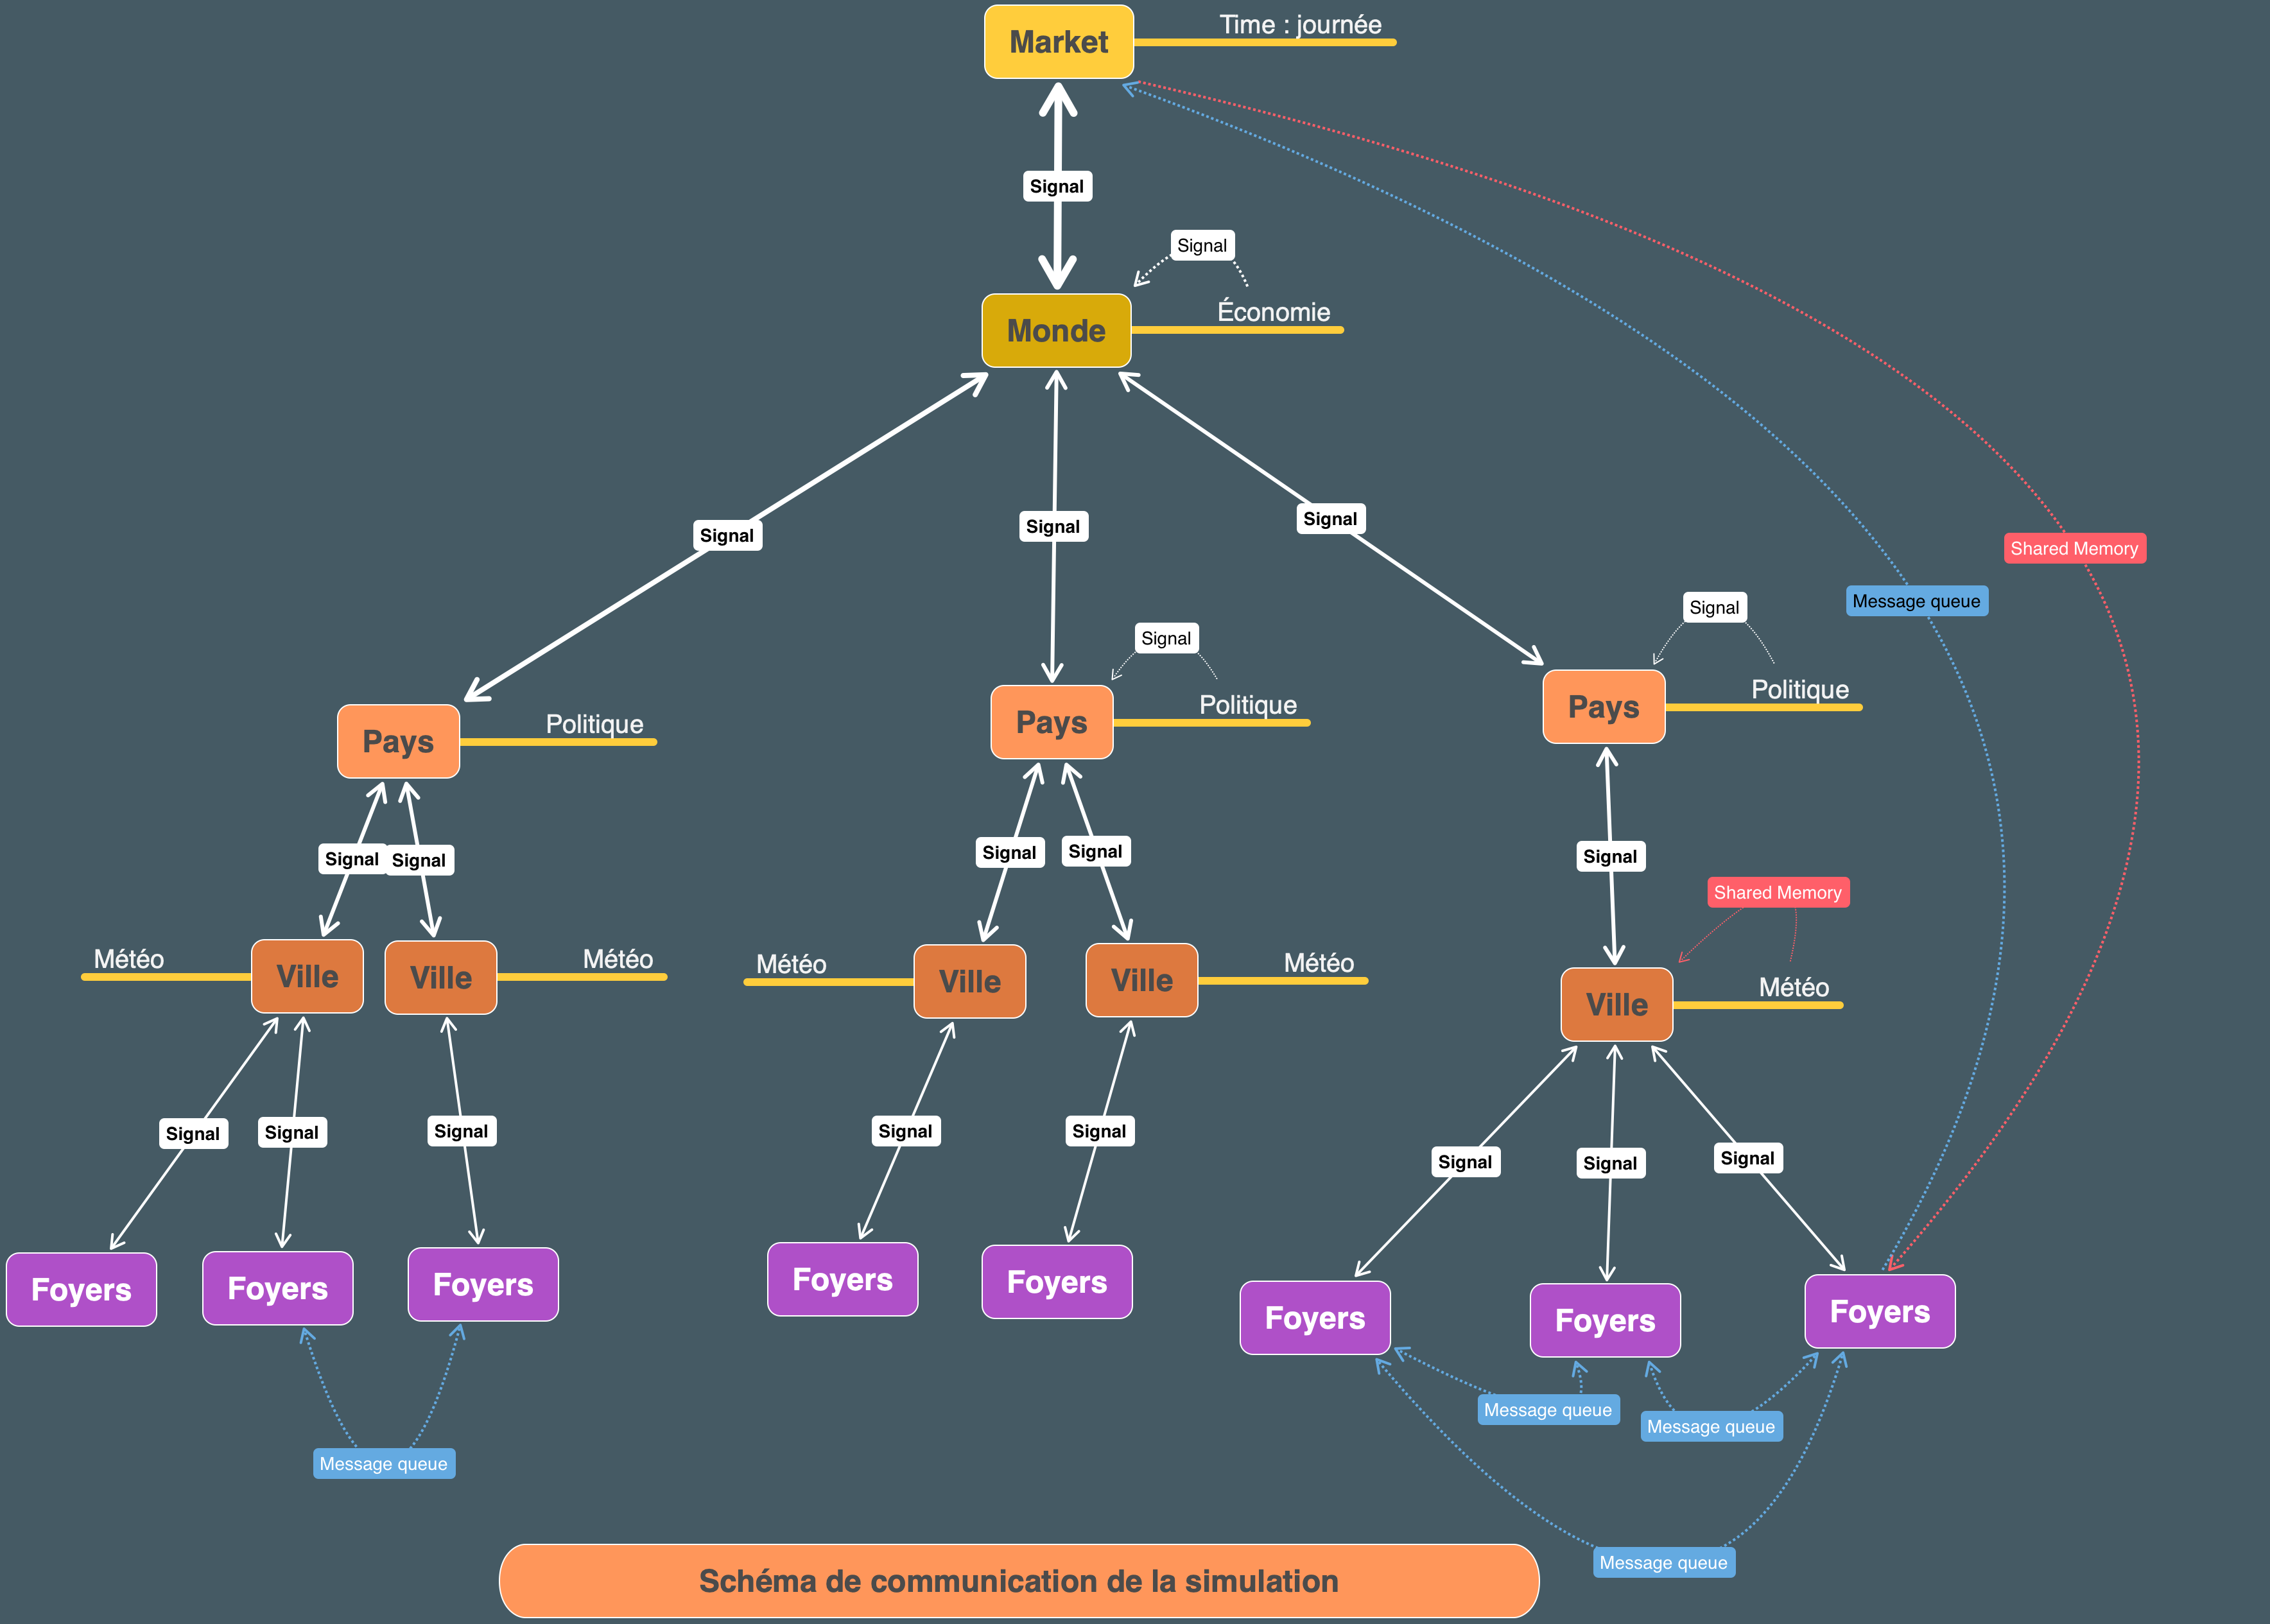 Market
Time : journée
Signal
Signal
Économie
Monde
Signal
Signal
Signal
Shared Memory
Message queue
Signal
Signal
Politique
Pays
Politique
Pays
Politique
Pays
Signal
Signal
Signal
Signal
Signal
Shared Memory
Météo
Ville
Ville
Météo
Météo
Ville
Ville
Météo
Ville
Météo
Signal
Signal
Signal
Signal
Signal
Signal
Signal
Signal
Foyers
Foyers
Foyers
Foyers
Foyers
Foyers
Foyers
Foyers
Message queue
Message queue
Message queue
Message queue
Schéma de communication de la simulation